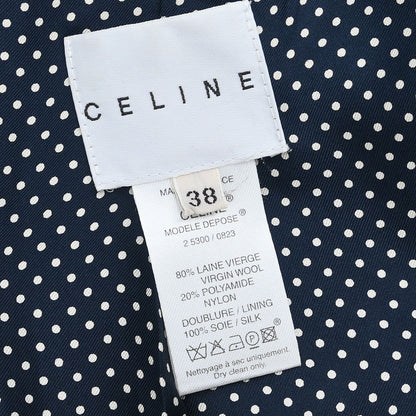 CELINE
38
CELINE
MODELE DEPOSE
2.5300 / 0823
80% LAINE VIERGE
VIRGIN WOOL
20% POLYAMIDE
NYLON
DOUBLURE / LINING
100% SOIE / SILK
Nettoyage à sec uniquement.
Dry clean only.